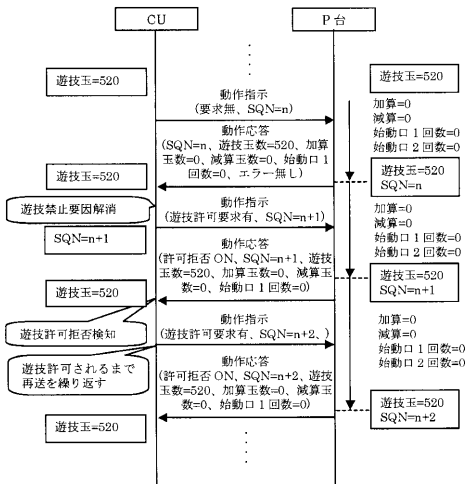 CU
P台
遊技玉=520
遊技玉=520
動作指示
(要求無、SQN=n)
加算=0
減算=0
始動口1回数=0
始動口2回数=0
動作応答
(SQN=n、遊技玉数=520、加算
玉数=0、減算玉数=0、始動口1
回数=0、エラー無し)
遊技玉=520
遊技玉=520
SQN=n
遊技禁止要因解消
動作指示
(遊技許可要求有、SQN=n+1)
加算=0
減算=0
始動口1回数=0
始動口2回数=0
SQN=n+1
動作応答
(許可拒否ON、SQN=n+1、遊技
玉数=520、加算玉数=0、減算玉
数=0、始動口1回数=0)
遊技玉=520
SQN=n+1
遊技玉=520
遊技許可拒否検知
動作指示
(遊技許可要求有、SQN=n+2、)
加算=0
減算=0
始動口1回数=0
始動口2回数=0
遊技許可されるまで
再送を繰り返す
動作応答
(許可拒否ON、SQN=n+2、遊技
玉数=520、加算玉数=0、減算玉
数=0、始動口1回数=0)
遊技玉=520
SQN=n+2
遊技玉=520